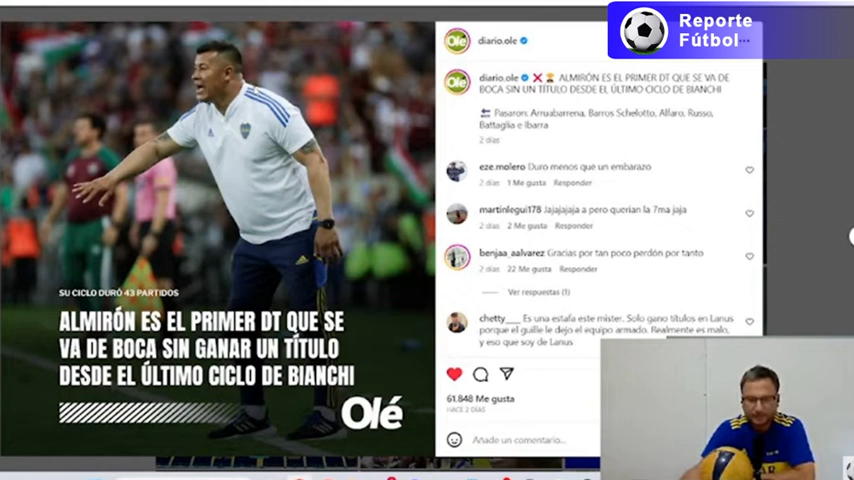 Reporte
Fútbol...
Olé
diario.ole
Olé
diario.ole ALMIRÓN ES EL PRIMER DT QUE SE VA DE
BOCA SIN UN TÍTULO DESDE EL ÚLTIMO CICLO DE BIANCHI
Pasaron: Arruabarrena, Barros Schelotto, Alfaro, Russo,
Battaglia e Ibarra
2 días
eze.molero Duro menos que un embarazo
2 días 1 Me gusta Responder
martinlegui178 Jajajajaja a pero querian la 7ma jaja
2 días 2 Me gusta Responder
benjaa_aalvarez Gracias por tan poco perdón por tanto
2 días 22 Me gusta Responder
Ver respuestas (1)
chetty___ Es una estafa este mister. Solo gano títulos en Lanus
porque el guille le dejo el equipo armado. Realmente es malo,
y eso que soy de Lanus
61.848 Me gusta
HACE 2 DÍAS
Añade un comentario...
SU CICLO DURÓ 43 PARTIDOS
ALMIRÓN ES EL PRIMER DT QUE SE
VA DE BOCA SIN GANAR UN TÍTULO
DESDE EL ÚLTIMO CICLO DE BIANCHI
Olé